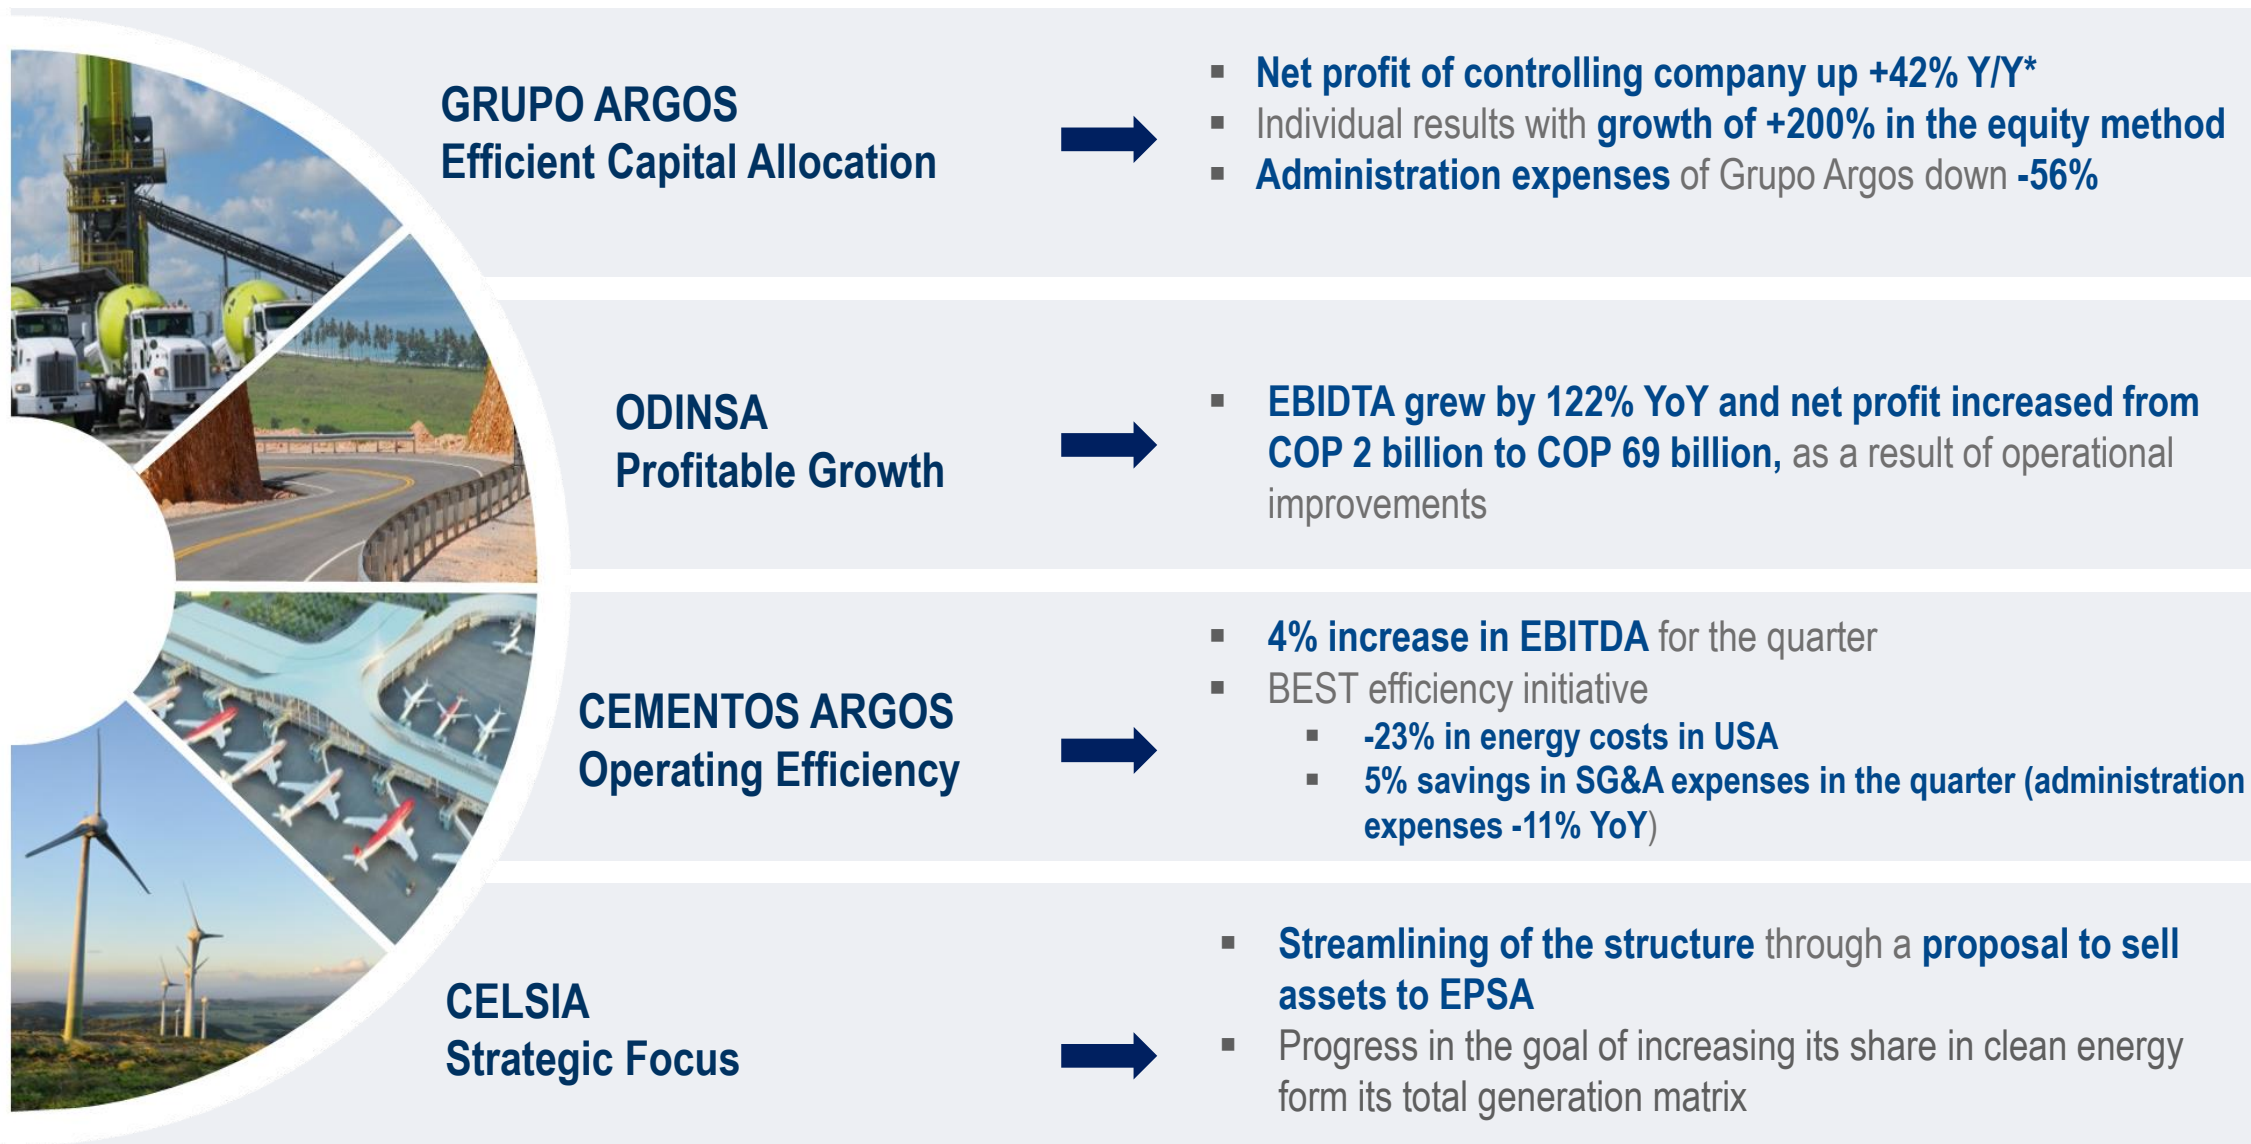 GRUPO ARGOS
Efficient Capital Allocation
▪ Net profit of controlling company up +42% Y/Y*
▪ Individual results with growth of +200% in the equity method
▪ Administration expenses of Grupo Argos down -56%
ODINSA
Profitable Growth
▪ EBIDTA grew by 122% YoY and net profit increased from
COP 2 billion to COP 69 billion, as a result of operational
improvements
CEMENTOS ARGOS
Operating Efficiency
▪ 4% increase in EBITDA for the quarter
▪ BEST efficiency initiative
▪ -23% in energy costs in USA
▪ 5% savings in SG&A expenses in the quarter (administration
expenses -11% YoY)
CELSIA
Strategic Focus
▪ Streamlining of the structure through a proposal to sell
assets to EPSA
▪ Progress in the goal of increasing its share in clean energy
form its total generation matrix